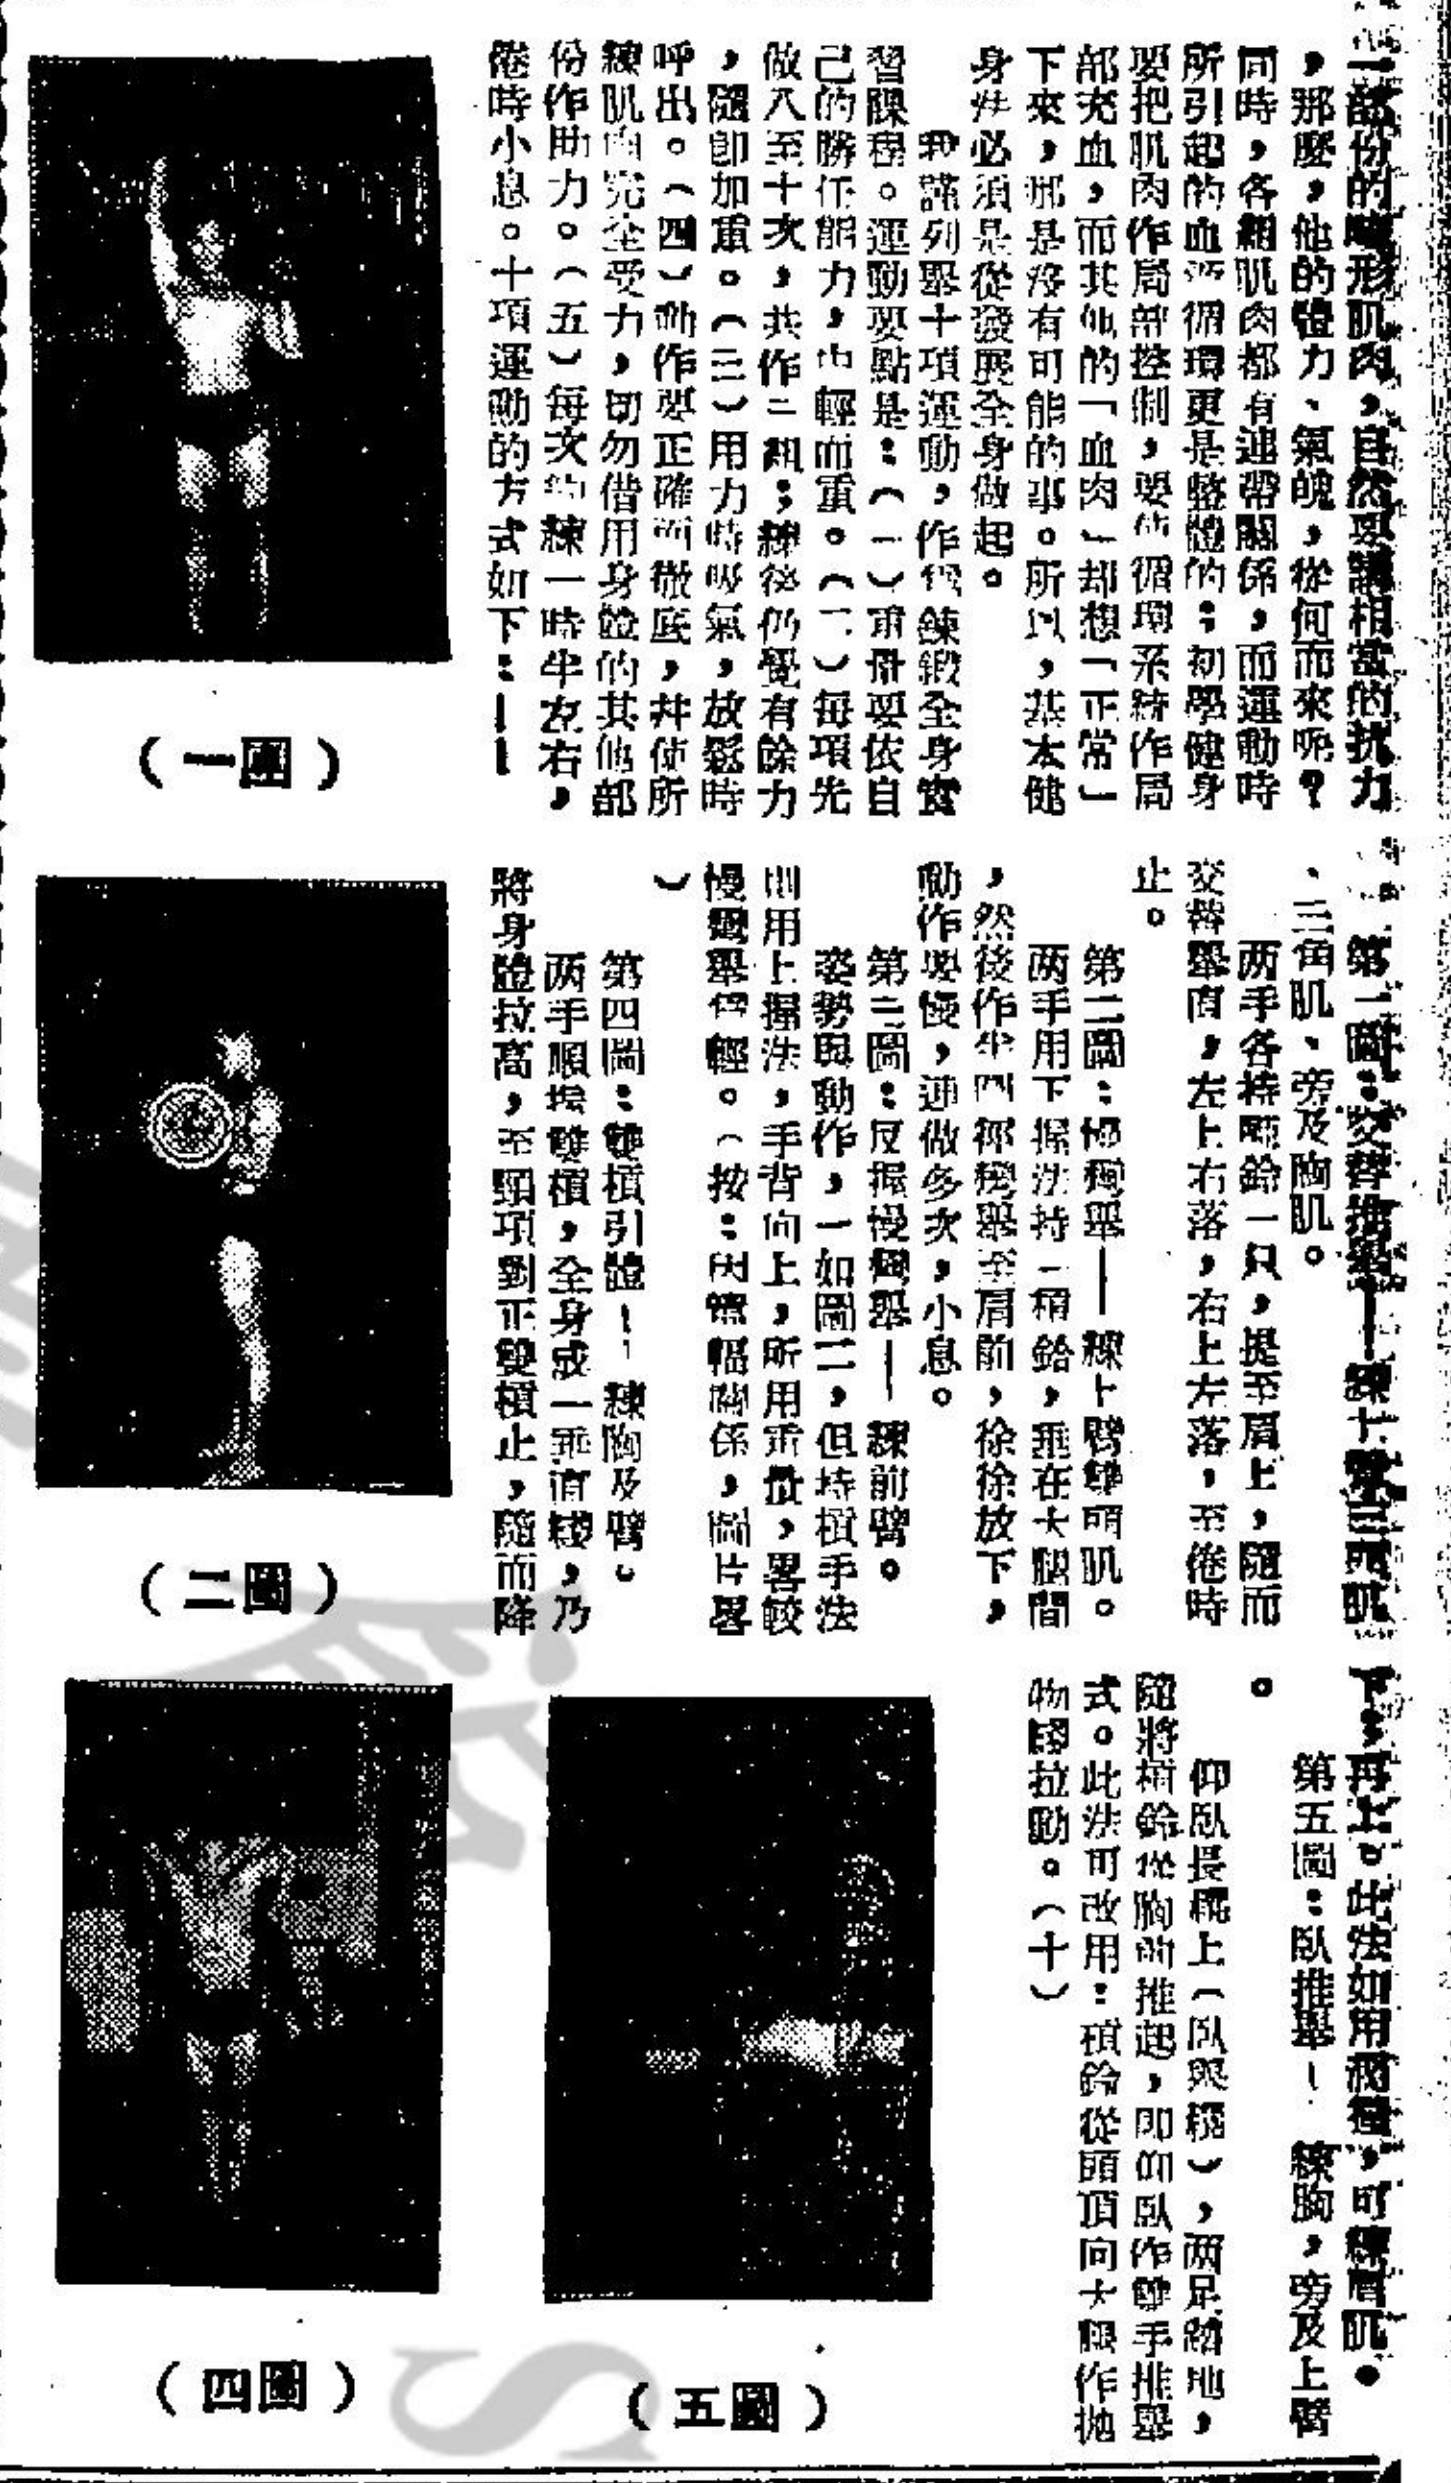 一部份的畸形肌肉，自然要講相當的抗力
，那麼，他的體力、氣魄，從何而來呢？
同時，各組肌肉都有連帶關係，而運動時
所引起的血液循環更是整體的；初學健身
要把肌肉作局部控制，要使循環系統作局
部充血，而其他的「血肉」却想「正常」
下來，那是沒有可能的事。所以，基本健
身法必須是從發展全身做起。
我謹列舉十項運動，作為鍊鍛全身實
習課程。運動要點是：（一）重量要依自
己的勝任能力，由輕而重。（二）每項先
做八至十次，共作二組；練後仍覺有餘力
，隨即加重。（三）用力時吸氣，放鬆時
呼出。（四）動作要正確而徹底，并使所
練肌肉完全受力，切勿借用身體的其他部
份作助力。（五）每次約練一時半左右，
倦時小息。十項運動的方式如下：——
（圖一）
第一圖：交替推舉——練上臂三頭肌
、三角肌、旁及胸肌。
两手各持啞鈴一只，提至肩上，隨而
交替舉直，左上右落，右上左落，至倦時
止。
第二圖：慢彎舉——練上臂雙頭肌。
两手用下握法持一槓鈴，垂在大腿間
，然後作半圓形彎舉至肩前，徐徐放下，
動作要慢，連做多次，小息。
第三圖：反握慢彎舉——練前臂。
姿勢與動作，一如圖二，但持槓手法
則用上握法，手背向上，所用重量，畧較
慢彎舉為輕。（按：因篇幅關係，圖片畧
）
第四圖：雙槓引體——練胸及臂。
两手順挨雙槓，全身成一垂直綫，乃
將身體拉高，至頸項到正雙槓止，隨而降
（圖二）
下，再上。此法如用，可練肩肌。
第五圖：臥推舉——練胸，旁及上臂
。
仰臥長櫈上（臥與櫈），两足踏地，
隨將槓鈴從胸前推起，即仰臥作雙手推舉
式。此法可改用：槓鈴從頭頂向大腿作拋
物綫拉動。（十）
（圖四）
（圖五）